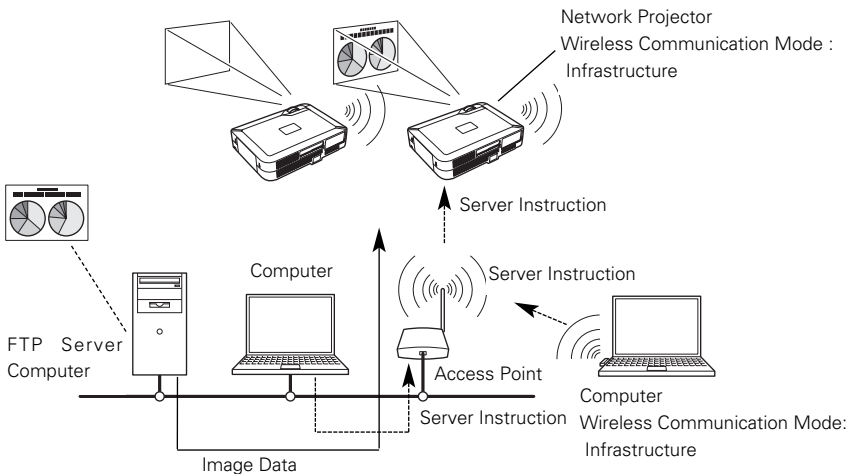 Network Projector
Wireless Communication Mode :
Infrastructure
Server Instruction
Computer
Server Instruction
FTP Server
Computer
Access Point
Computer
Server Instruction
Wireless Communication Mode:
Infrastructure
Image Data